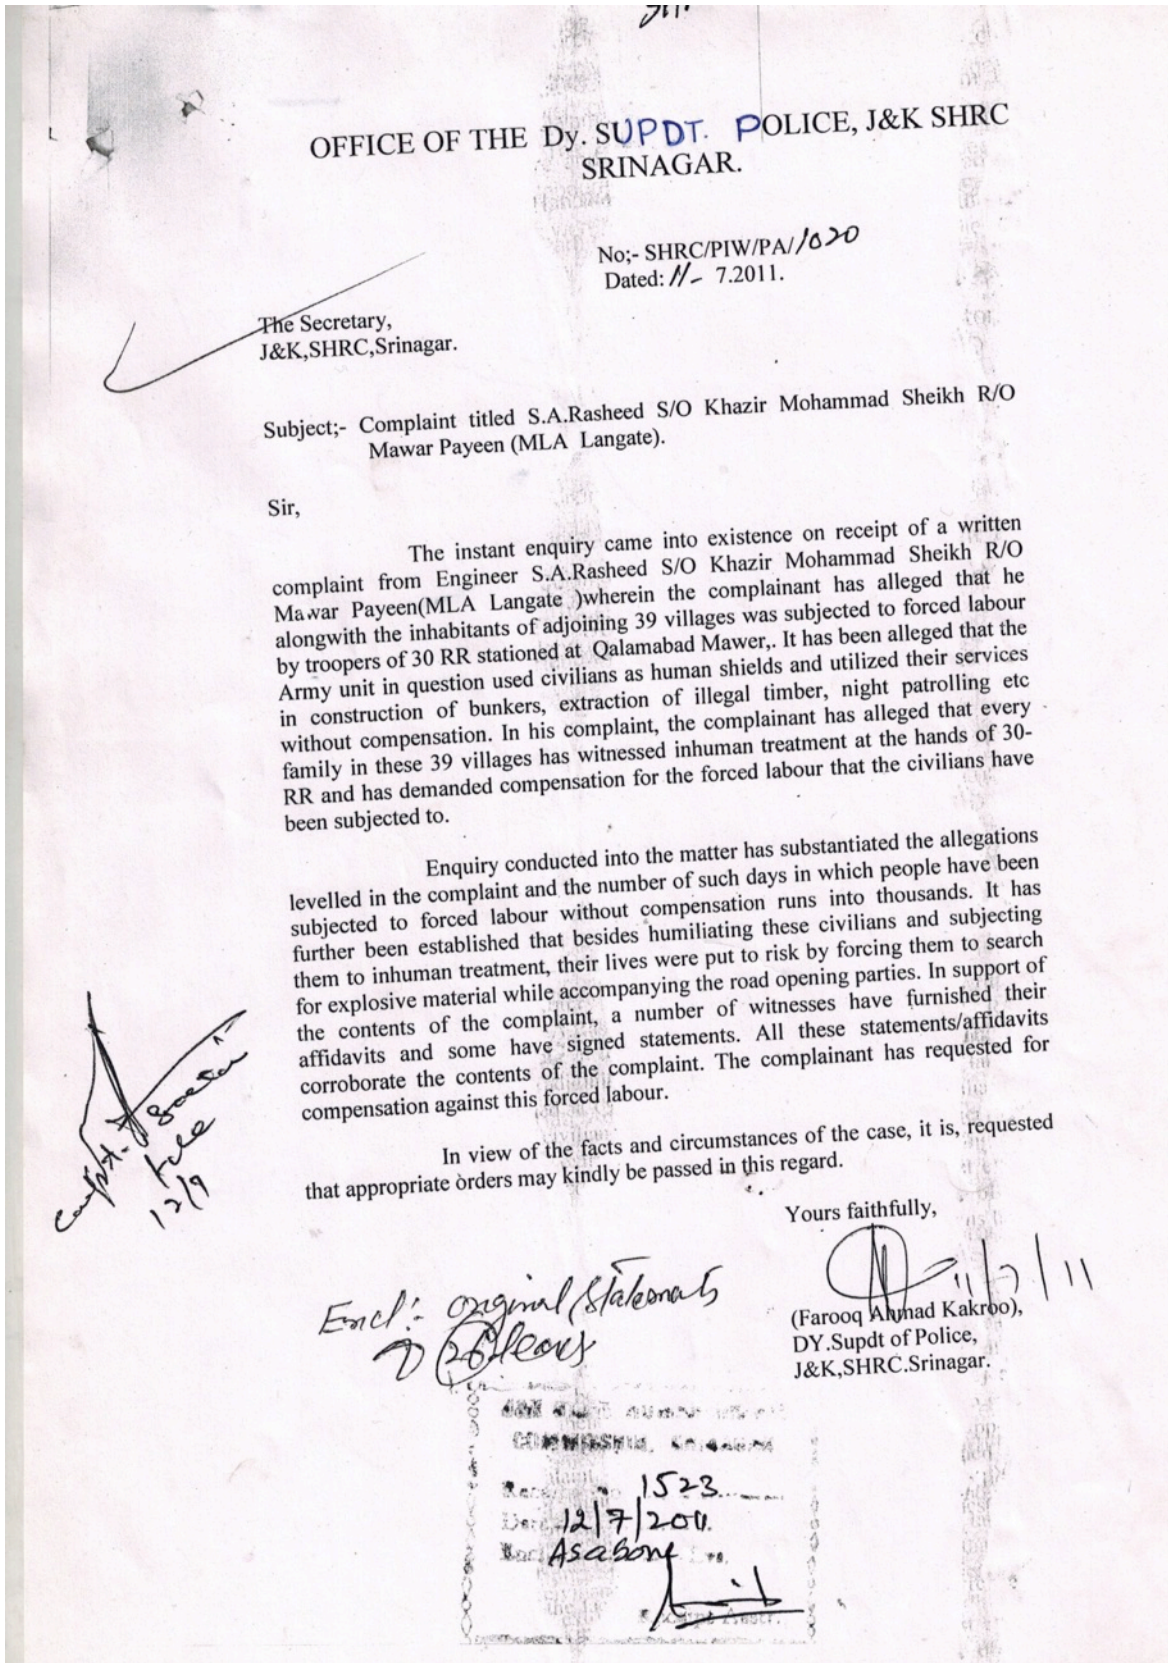 OFFICE OF THE Dy. SUPDT. POLICE, J&K SHRC
SRINAGAR.
No;- SHRC/PIW/PA/1020
Dated: 11- 7.2011.
The Secretary,
J&K,SHRC,Srinagar.
Subject;- Complaint titled S.A.Rasheed S/O Khazir Mohammad Sheikh R/O
Mawar Payeen (MLA Langate).
Sir,
The instant enquiry came into existence on receipt of a written
complaint from Engineer S.A.Rasheed S/O Khazir Mohammad Sheikh R/O
Mawar Payeen(MLA Langate )wherein the complainant has alleged that he
alongwith the inhabitants of adjoining 39 villages was subjected to forced labour
by troopers of 30 RR stationed at Qalamabad Mawer,. It has been alleged that the
Army unit in question used civilians as human shields and utilized their services
in construction of bunkers, extraction of illegal timber, night patrolling etc
without compensation. In his complaint, the complainant has alleged that every
family in these 39 villages has witnessed inhuman treatment at the hands of 30-
RR and has demanded compensation for the forced labour that the civilians have
been subjected to.
Enquiry conducted into the matter has substantiated the allegations
levelled in the complaint and the number of such days in which people have been
subjected to forced labour without compensation runs into thousands. It has
further been established that besides humiliating these civilians and subjecting
them to inhuman treatment, their lives were put to risk by forcing them to search
for explosive material while accompanying the road opening parties. In support of
the contents of the complaint, a number of witnesses have furnished their
affidavits and some have signed statements. All these statements/affidavits
corroborate the contents of the complaint. The complainant has requested for
compensation against this forced labour.
In view of the facts and circumstances of the case, it is, requested
that appropriate orders may kindly be passed in this regard.
Yours faithfully,
11/7/11
(Farooq Ahmad Kakroo),
DY.Supdt of Police,
J&K,SHRC.Srinagar.
12/9
Encl:- Original Statements
26
COMMISSION,
1523
12/7/2011.
As above